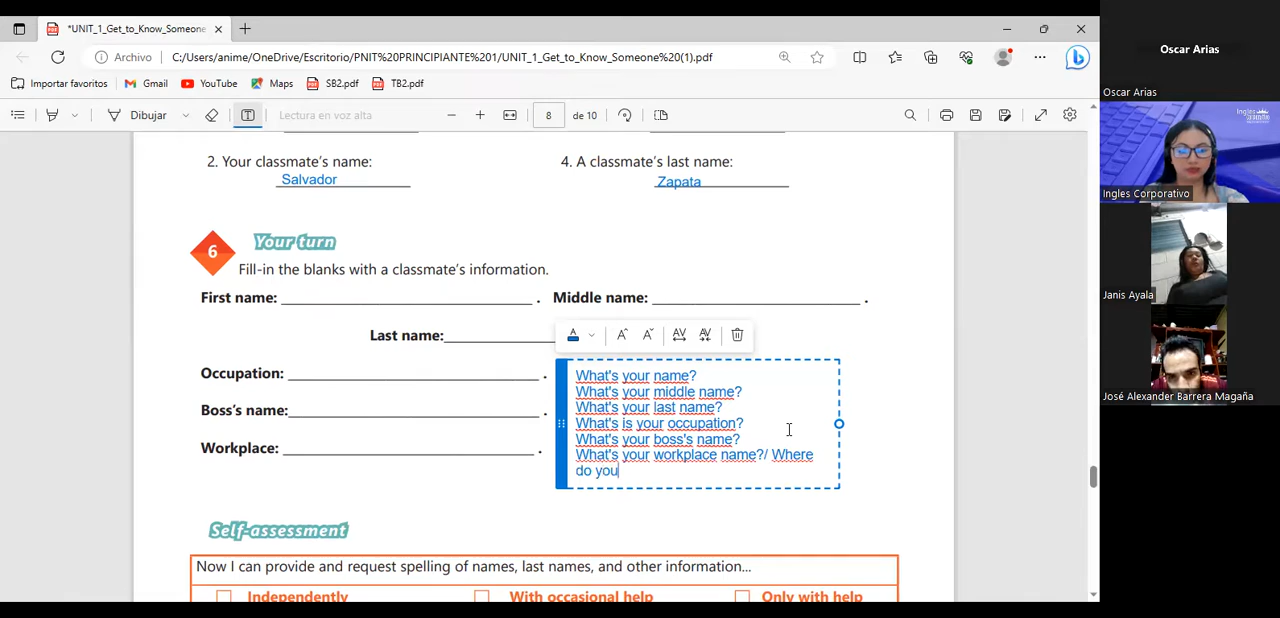 *UNIT_1_Get_to_Know_Someone
Archivo
C:/Users/anime/OneDrive/Escritorio/PNIT%20PRINCIPIANTE%201/UNIT_1_Get_to_Know_Someone%20(1).pdf
Importar favoritos
Gmail
YouTube
Maps
SB2.pdf
TB2.pdf
Dibujar
Lectura en voz alta
8
de 10
2. Your classmate's name:
Salvador
4. A classmate's last name:
Zapata
6
Your turn
Fill-in the blanks with a classmate's information.
First name: ______________________________ .
Middle name: _________________________ .
Last name:_____________
Occupation: ______________________________ .
Boss's name:______________________________ .
Workplace: ______________________________ .
What's your name?
What's your middle name?
What's your last name?
What's is your occupation?
What's your boss's name?
What's your workplace name?/ Where
do you
Self-assessment
Now I can provide and request spelling of names, last names, and other information...
Independently
With occasional help
Only with help
Oscar Arias
Oscar Arias
Ingles Corporativo
Janis Ayala
José Alexander Barrera Magaña